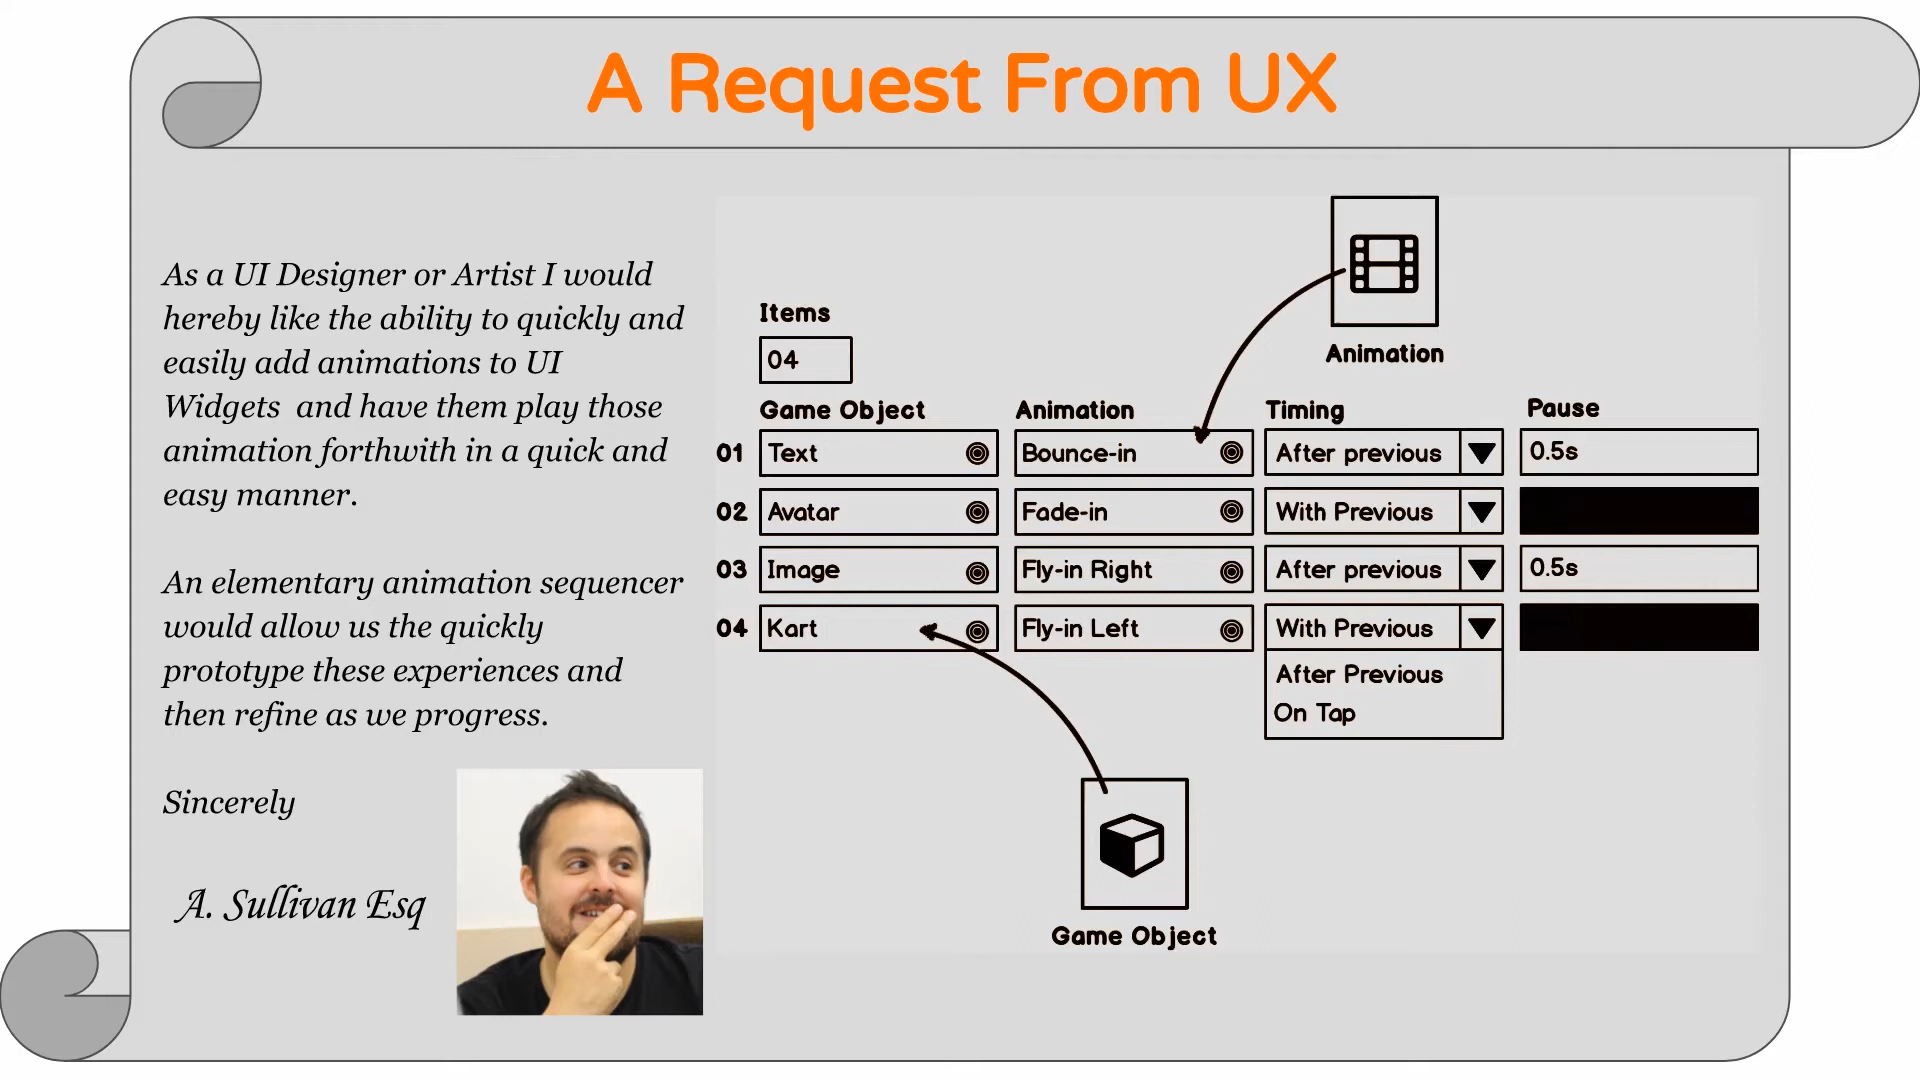 A Request From UX
As a UI Designer or Artist I would
hereby like the ability to quickly and
easily add animations to UI
Widgets  and have them play those
animation forthwith in a quick and
easy manner.
An elementary animation sequencer
would allow us the quickly
prototype these experiences and
then refine as we progress.
Sincerely
A. Sullivan Esq
Animation
Items
04
Game Object Animation Timing Pause
01 Text Bounce-in After previous 0.5s
02 Avatar Fade-in With Previous
03 Image Fly-in Right After previous 0.5s
04 Kart Fly-in Left With Previous
After Previous
On Tap
Game Object